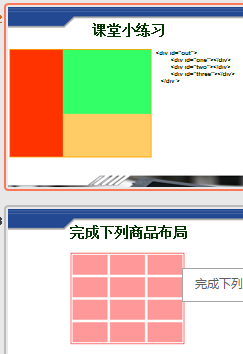 课堂小练习
<div id="out">
<div id="one"></div>
<div id="two"></div>
<div id="three"></div>
</div>
完成下列商品布局
完成下列